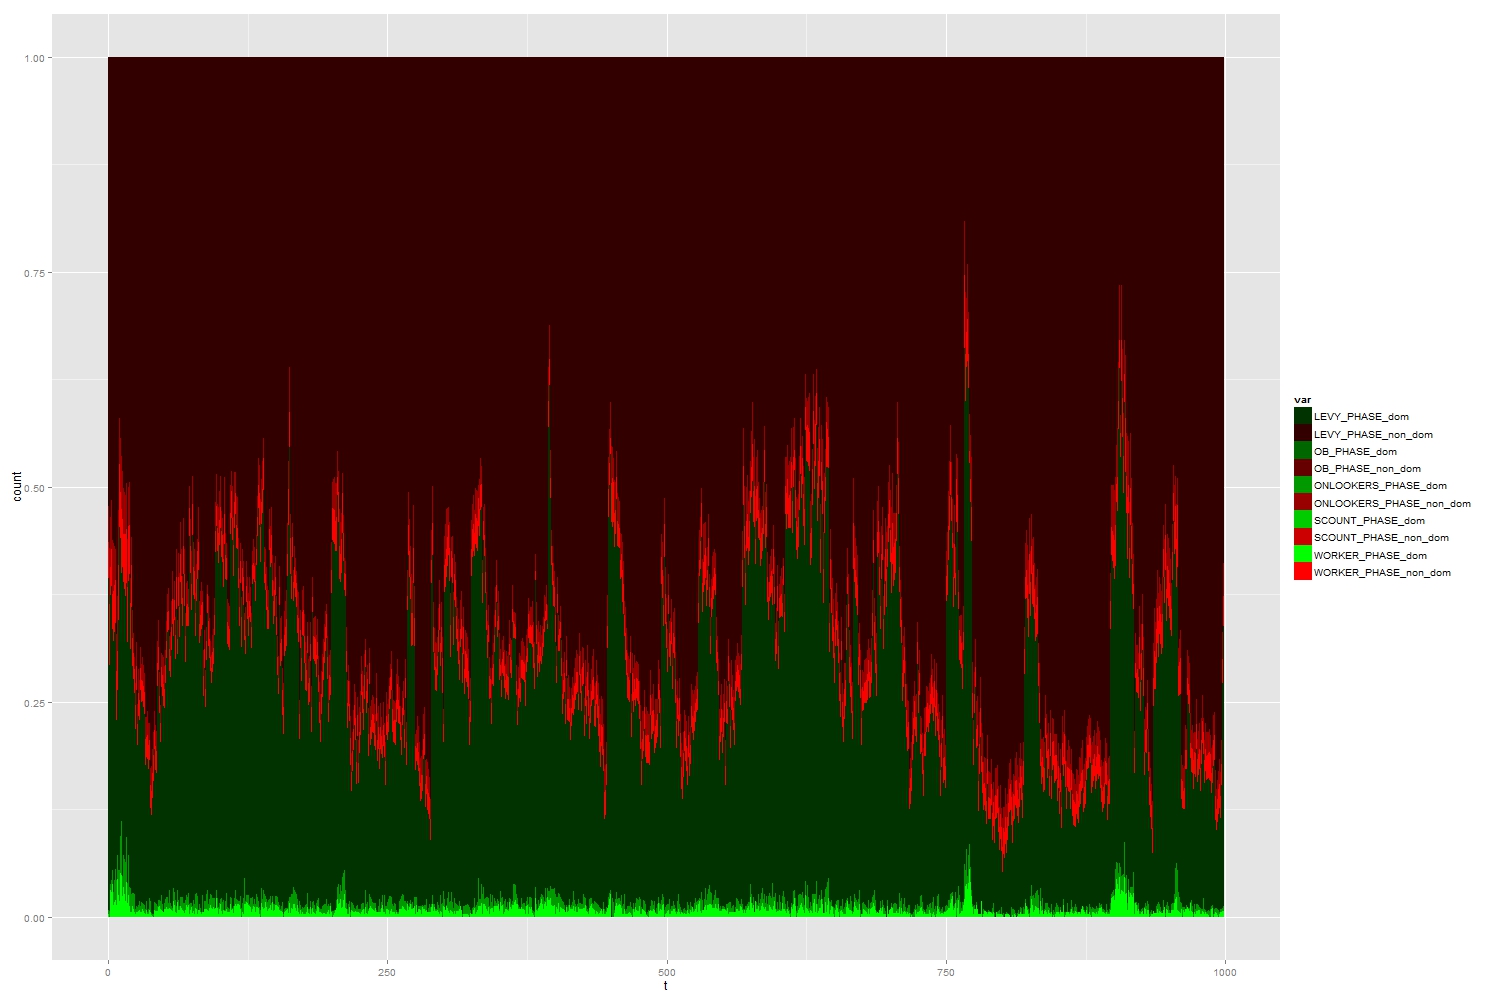 1.00
0.75
0.50
0.25
0.00
count
0
250
500
750
1000
t
var
LEVY_PHASE_dom
LEVY_PHASE_non_dom
OB_PHASE_dom
OB_PHASE_non_dom
ONLOOKERS_PHASE_dom
ONLOOKERS_PHASE_non_dom
SCOUNT_PHASE_dom
SCOUNT_PHASE_non_dom
WORKER_PHASE_dom
WORKER_PHASE_non_dom